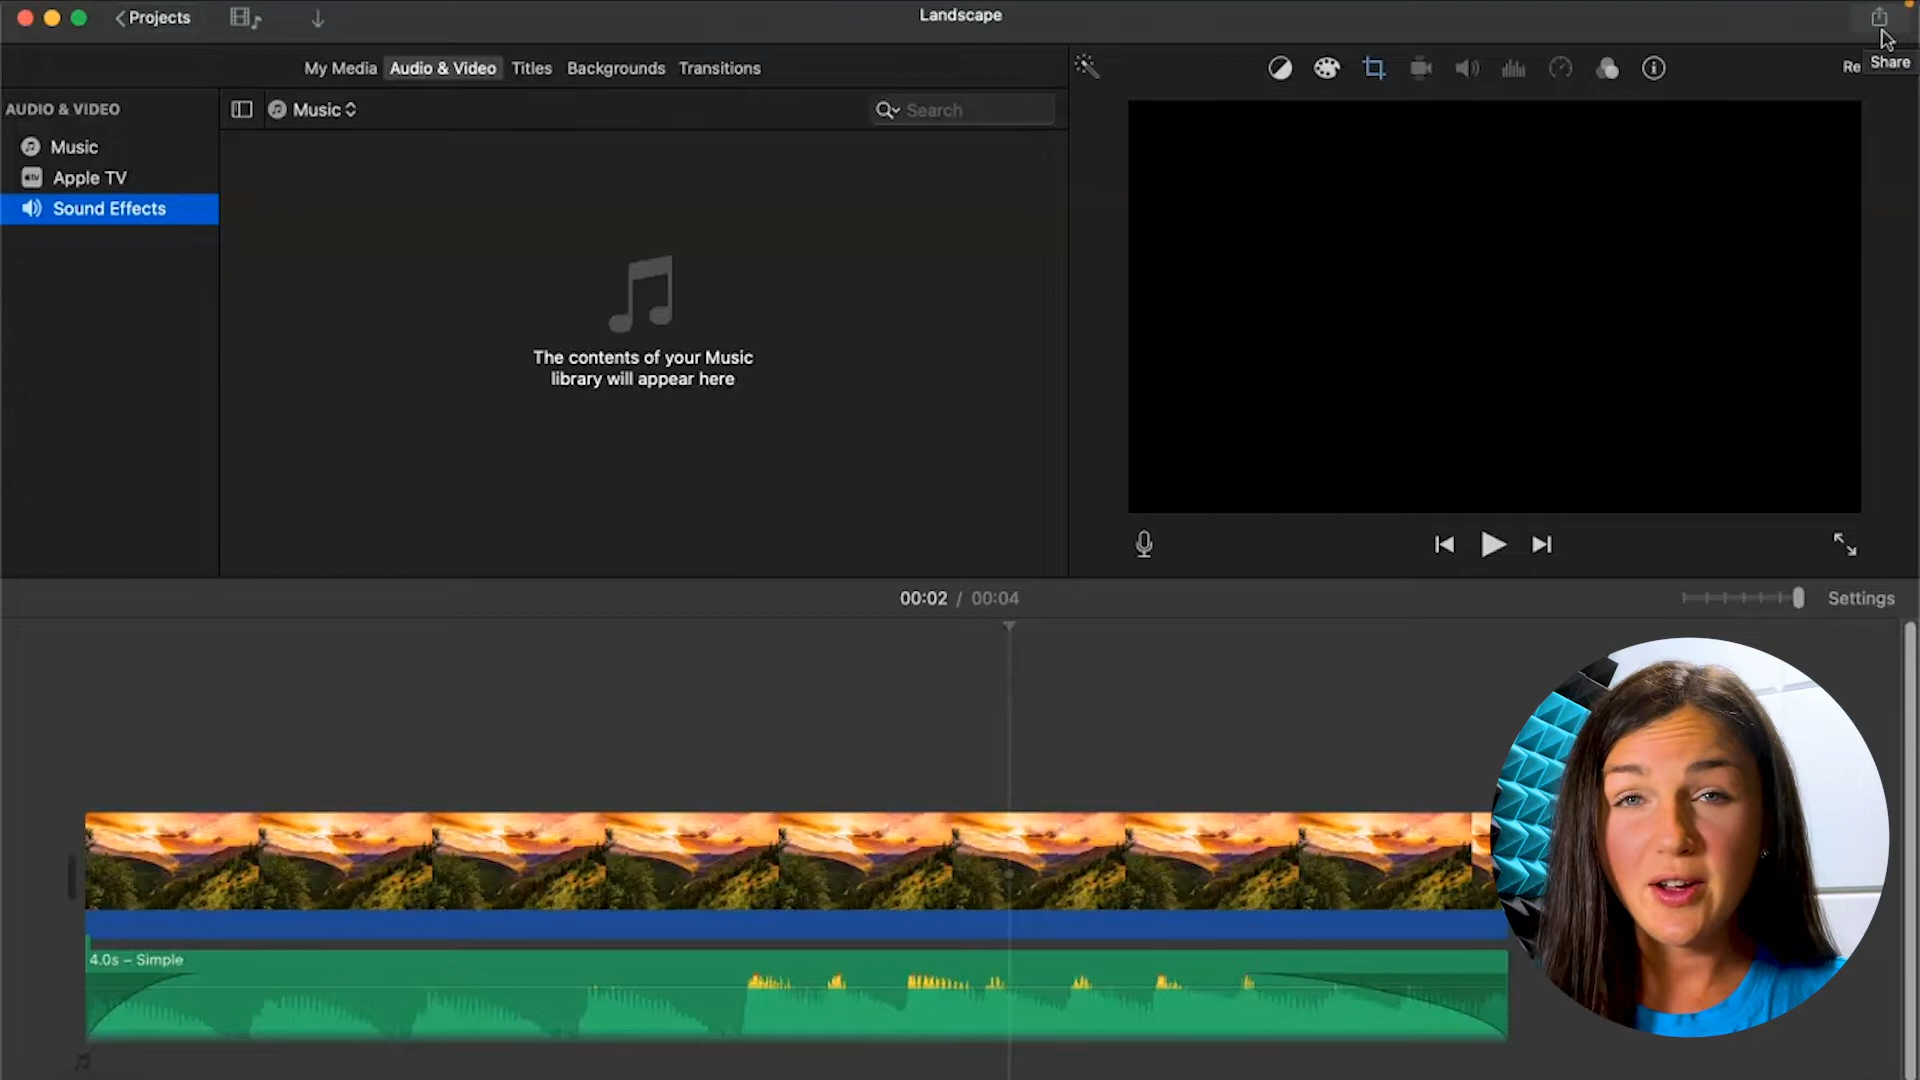 Projects
Landscape
Share
My Media
Audio & Video
Titles
Backgrounds
Transitions
Re
AUDIO & VIDEO
Music
Search
Music
tv
Apple TV
Sound Effects
The contents of your Music
library will appear here
00:02 / 00:04
Settings
4.0s – Simple